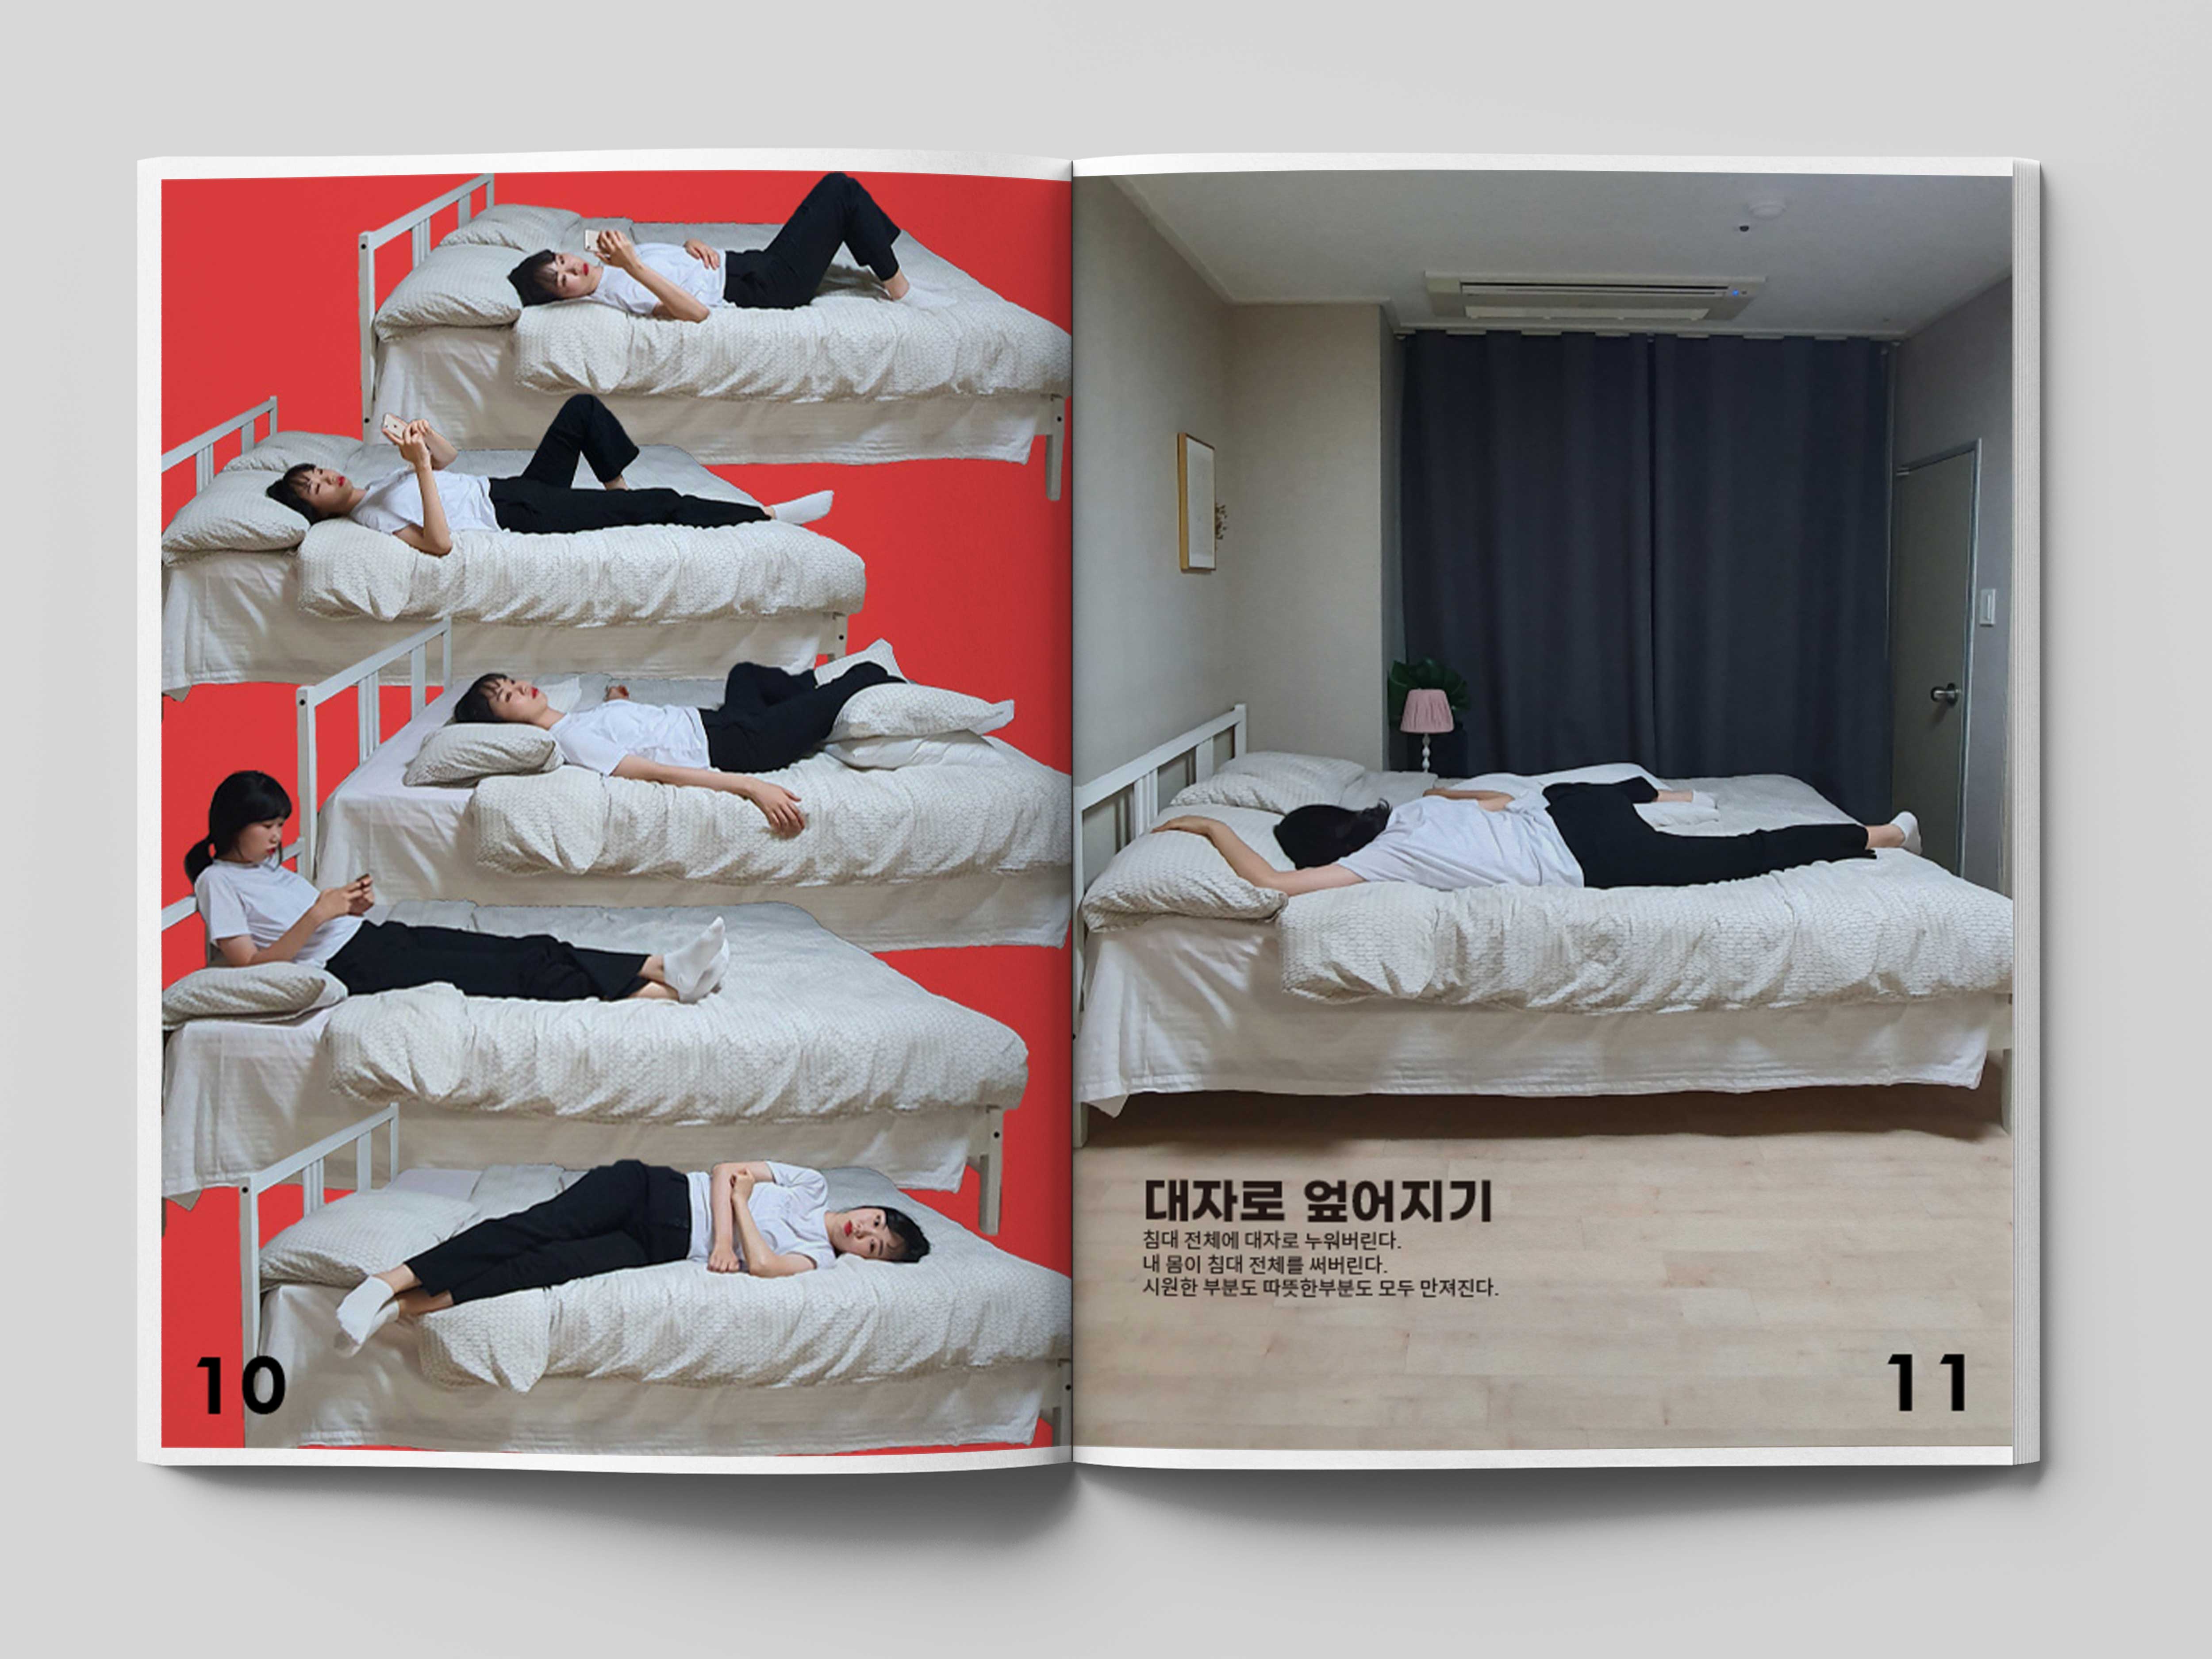 10
대자로 엎어지기
침대 전체에 대자로 누워버린다.
내 몸이 침대 전체를 써버린다.
시원한 부분도 따뜻한부분도 모두 만져진다.
11